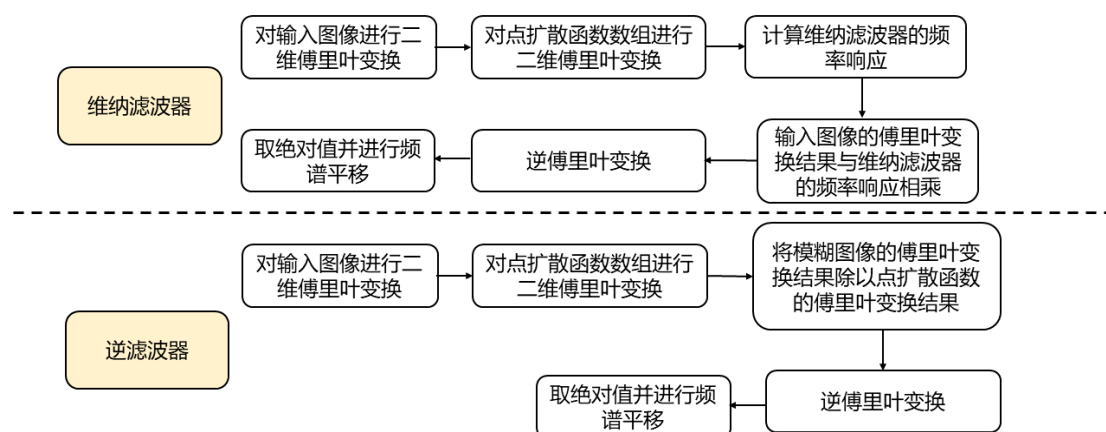 对输入图像进行二
维傅里叶变换
对点扩散函数数组进行
二维傅里叶变换
计算维纳滤波器的频
率响应
维纳滤波器
取绝对值并进行频
谱平移
逆傅里叶变换
输入图像的傅里叶变
换结果与维纳滤波器
的频率响应相乘
对输入图像进行二
维傅里叶变换
对点扩散函数数组进行
二维傅里叶变换
将模糊图像的傅里叶变
换结果除以点扩散函数
的傅里叶变换结果
逆滤波器
取绝对值并进行频
谱平移
逆傅里叶变换